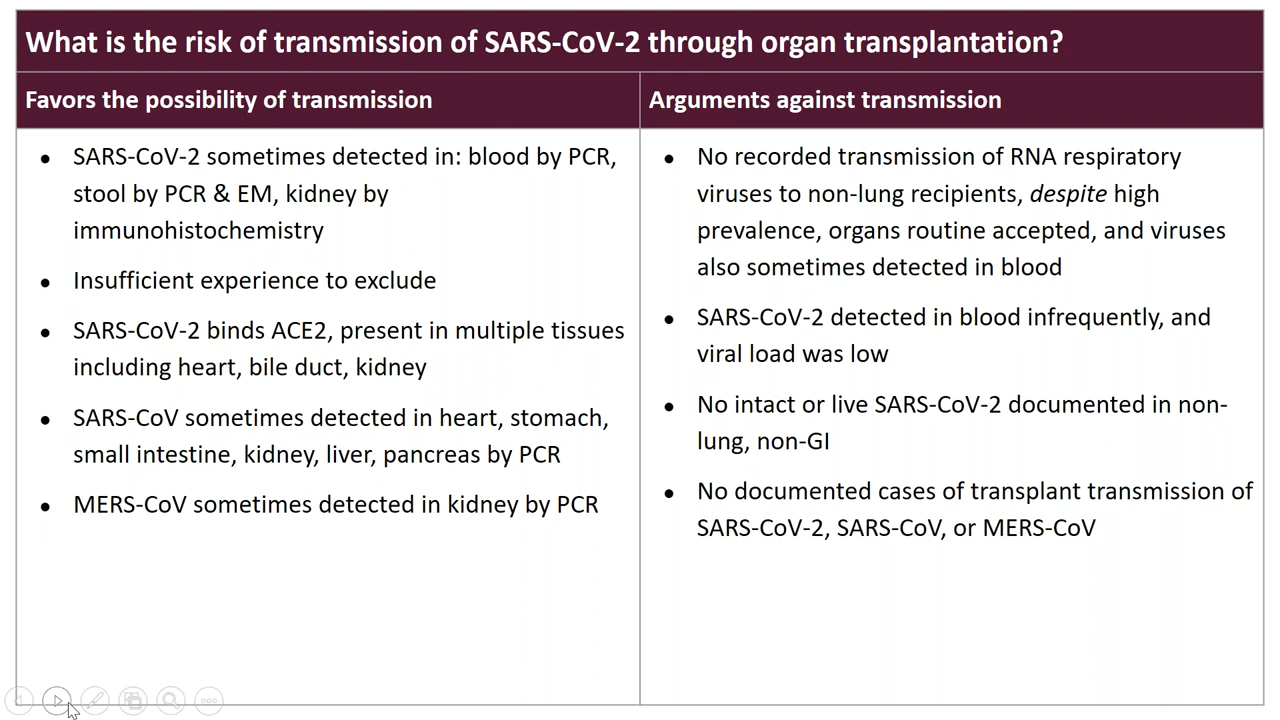 What is the risk of transmission of SARS-CoV-2 through organ transplantation?
Favors the possibility of transmission
• SARS-CoV-2 sometimes detected in: blood by PCR,
stool by PCR & EM, kidney by
immunohistochemistry
• Insufficient experience to exclude
• SARS-CoV-2 binds ACE2, present in multiple tissues
including heart, bile duct, kidney
• SARS-CoV sometimes detected in heart, stomach,
small intestine, kidney, liver, pancreas by PCR
• MERS-CoV sometimes detected in kidney by PCR
Arguments against transmission
• No recorded transmission of RNA respiratory
viruses to non-lung recipients, despite high
prevalence, organs routine accepted, and viruses
also sometimes detected in blood
• SARS-CoV-2 detected in blood infrequently, and
viral load was low
• No intact or live SARS-CoV-2 documented in non-
lung, non-GI
• No documented cases of transplant transmission of
SARS-CoV-2, SARS-CoV, or MERS-CoV